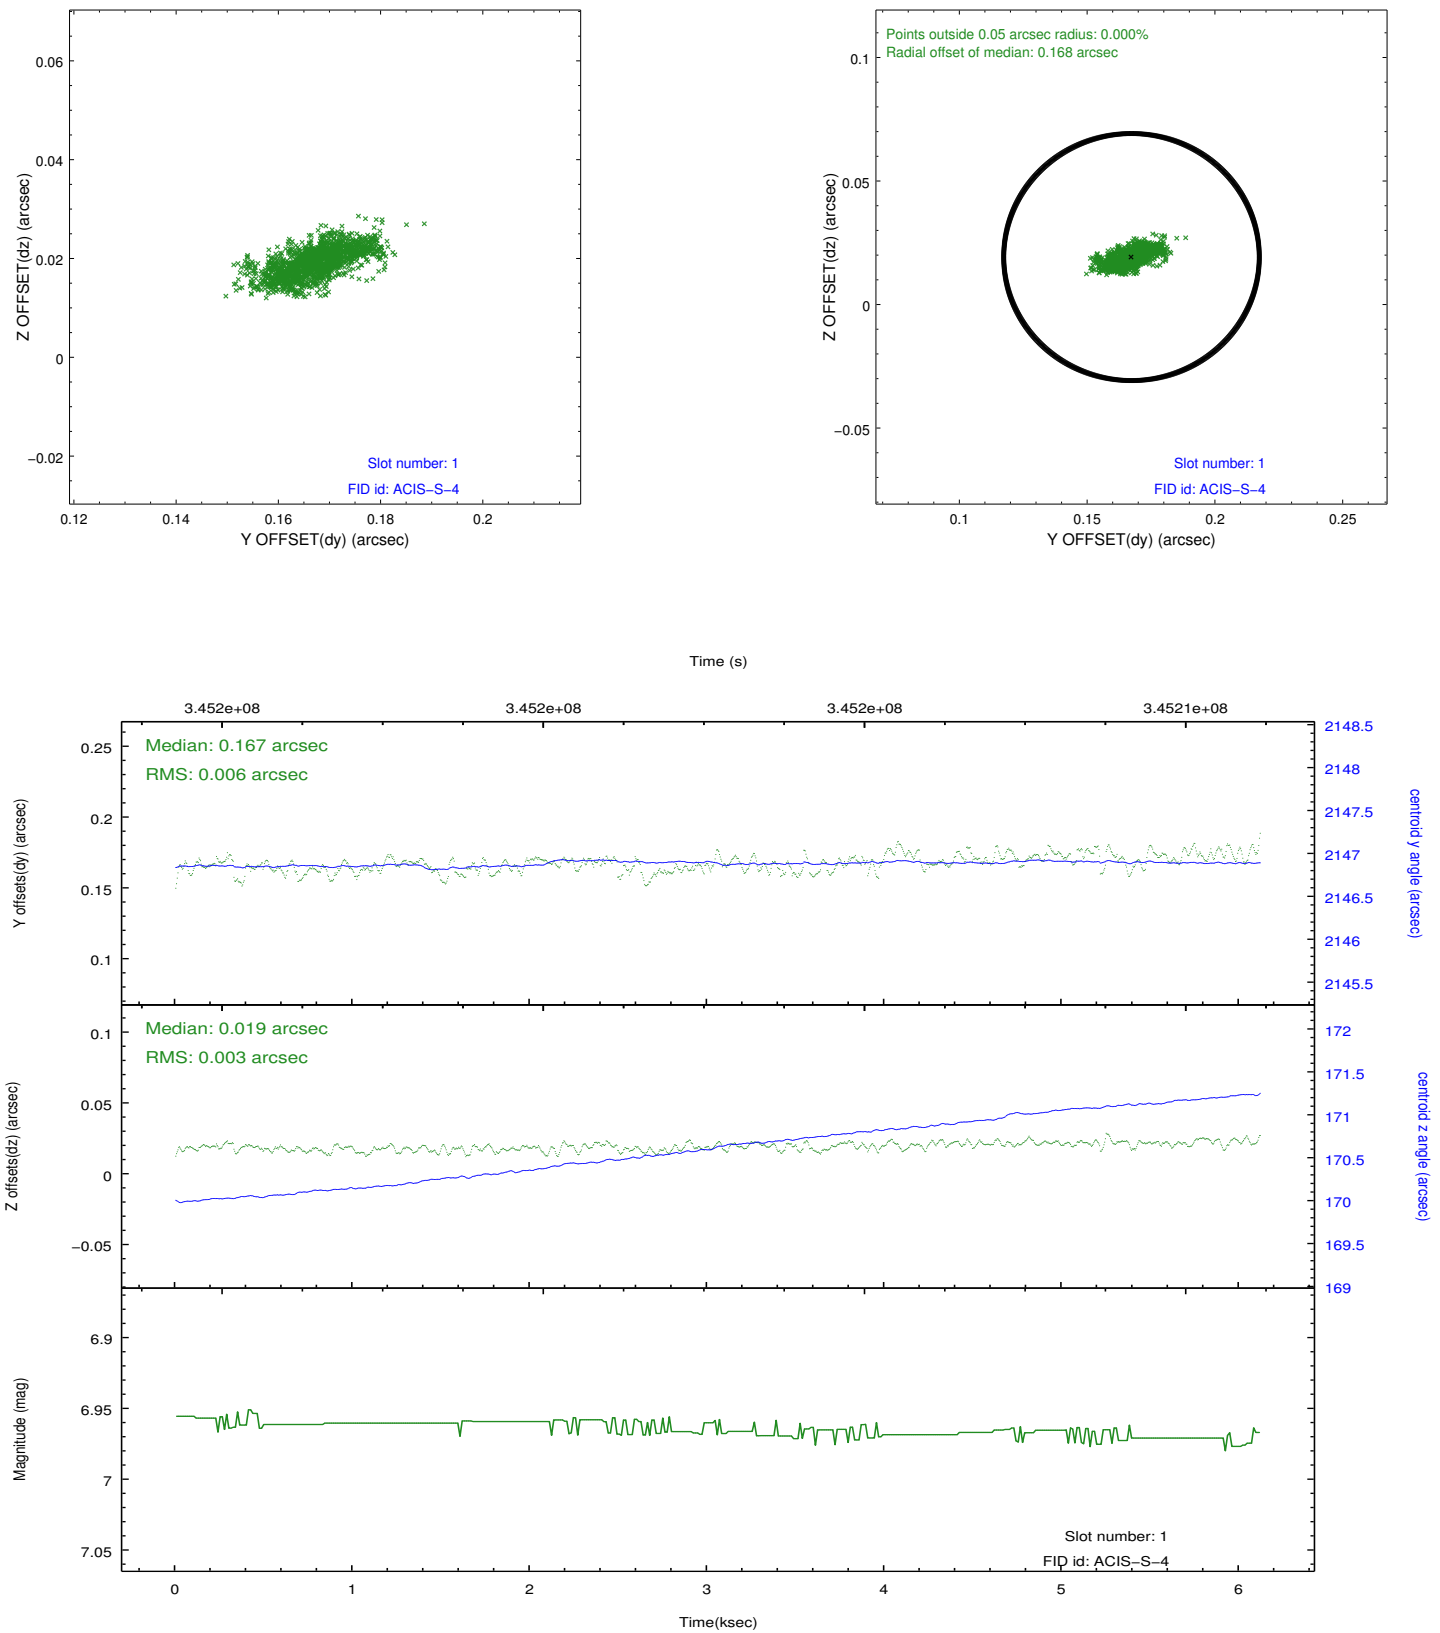 0.06
0.04
0.02
0
−0.02
Z OFFSET(dz) (arcsec)
Slot number: 1
FID id: ACIS−S−4
0.12 0.14 0.16 0.18 0.2
Y OFFSET(dy) (arcsec)
Points outside 0.05 arcsec radius: 0.000%
Radial offset of median: 0.168 arcsec
0.1
0.05
0
−0.05
Z OFFSET(dz) (arcsec)
Slot number: 1
FID id: ACIS−S−4
0.1 0.15 0.2 0.25
Y OFFSET(dy) (arcsec)
Time (s)
3.452e+08 3.452e+08 3.452e+08 3.4521e+08
Median: 0.167 arcsec
RMS: 0.006 arcsec
0.25
0.2
0.15
0.1
Y offsets(dy) (arcsec)
2148.5
2148
2147.5
2147
2146.5
2146
2145.5
centroid y angle (arcsec)
Median: 0.019 arcsec
RMS: 0.003 arcsec
0.1
0.05
0
−0.05
Z offsets(dz) (arcsec)
172
171.5
171
170.5
170
169.5
169
centroid z angle (arcsec)
6.9
6.95
7
7.05
Magnitude (mag)
Slot number: 1
FID id: ACIS−S−4
0 1 2 3 4 5 6
Time(ksec)